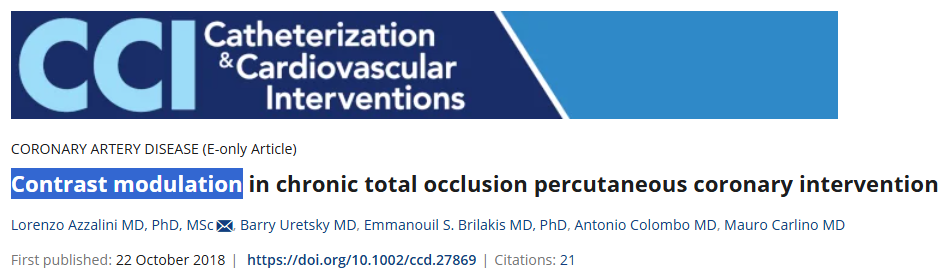 CCI Catheterization
& Cardiovascular
Interventions
CORONARY ARTERY DISEASE (E-only Article)
Contrast modulation in chronic total occlusion percutaneous coronary intervention
Lorenzo Azzalini MD, PhD, MSc, Barry Uretsky MD, Emmanouil S. Brilakis MD, PhD, Antonio Colombo MD, Mauro Carlino MD
First published: 22 October 2018 | https://doi.org/10.1002/ccd.27869 | Citations: 21